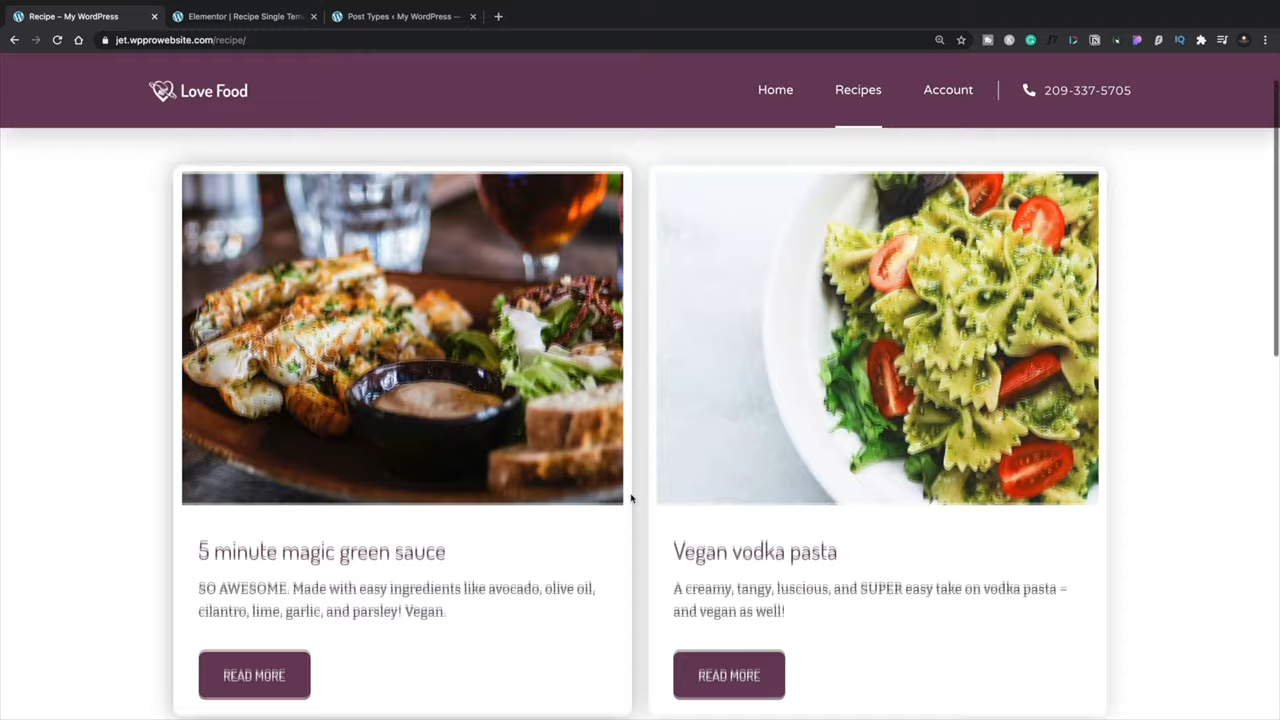 Recipe – My WordPress
Elementor | Recipe Single Tem
Post Types ‹ My WordPress —
jet.wpprowebsite.com/recipe/
Love Food
Home
Recipes
Account
209-337-5705
5 minute magic green sauce
SO AWESOME. Made with easy ingredients like avocado, olive oil,
cilantro, lime, garlic, and parsley! Vegan.
READ MORE
Vegan vodka pasta
A creamy, tangy, luscious, and SUPER easy take on vodka pasta =
and vegan as well!
READ MORE